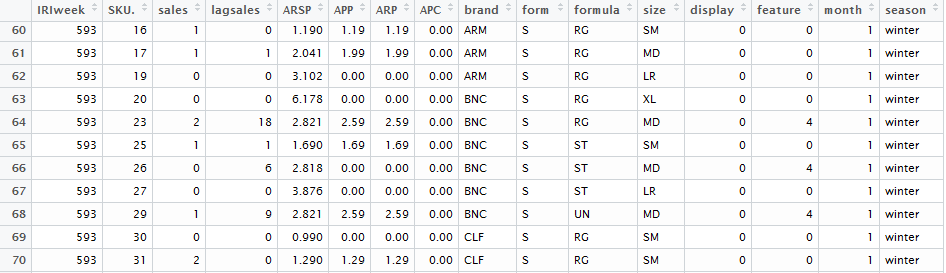 IRIweek SKU. sales lagsales ARSP APP ARP APC brand form formula size display feature month season
60 593 16 1 0 1.190 1.19 1.19 0.00 ARM S RG SM 0 0 1 winter
61 593 17 1 1 2.041 1.99 1.99 0.00 ARM S RG MD 0 0 1 winter
62 593 19 0 0 3.102 0.00 0.00 0.00 ARM S RG LR 0 0 1 winter
63 593 20 0 0 6.178 0.00 0.00 0.00 BNC S RG XL 0 0 1 winter
64 593 23 2 18 2.821 2.59 2.59 0.00 BNC S RG MD 0 4 1 winter
65 593 25 1 1 1.690 1.69 1.69 0.00 BNC S ST SM 0 0 1 winter
66 593 26 0 6 2.818 0.00 0.00 0.00 BNC S ST MD 0 4 1 winter
67 593 27 0 0 3.876 0.00 0.00 0.00 BNC S ST LR 0 0 1 winter
68 593 29 1 9 2.821 2.59 2.59 0.00 BNC S UN MD 0 4 1 winter
69 593 30 0 0 0.990 0.00 0.00 0.00 CLF S RG SM 0 0 1 winter
70 593 31 2 0 1.290 1.29 1.29 0.00 CLF S RG SM 0 0 1 winter